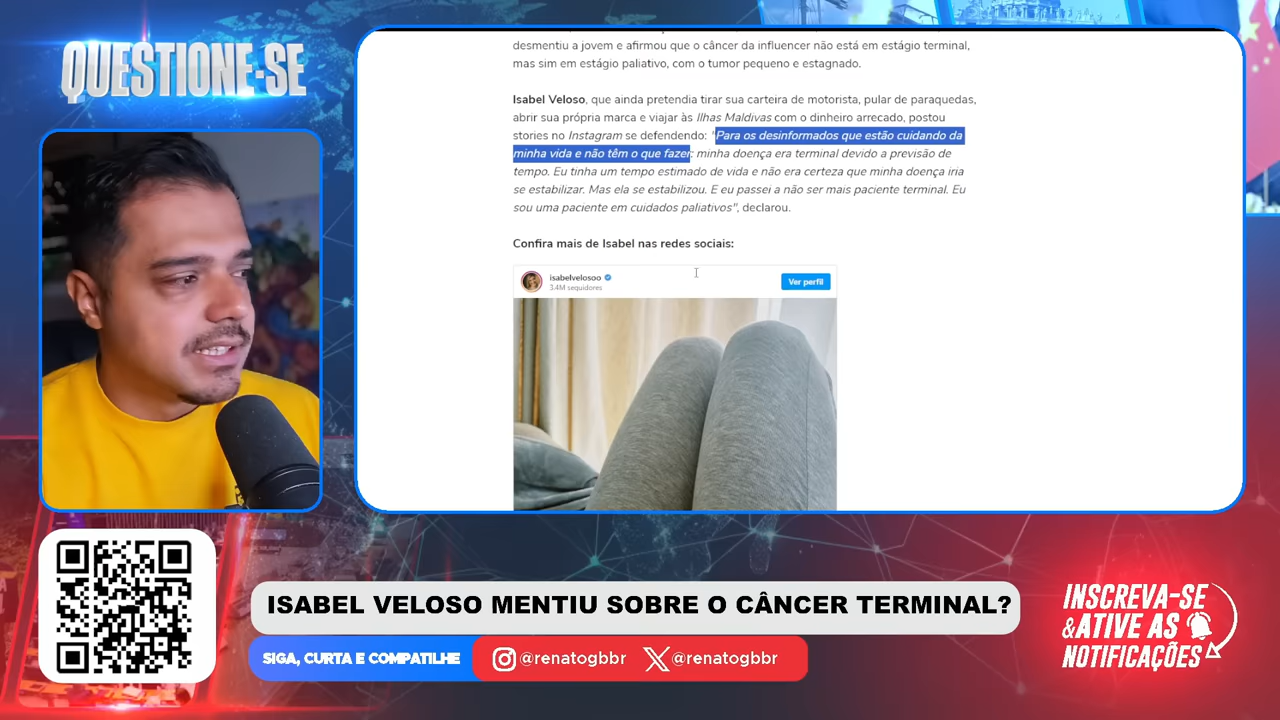 QUESTIONE-SE
desmentiu a jovem e afirmou que o câncer da influencer não está em estágio terminal,
mas sim em estágio paliativo, com o tumor pequeno e estagnado.
Isabel Veloso, que ainda pretendia tirar sua carteira de motorista, pular de paraquedas,
abrir sua própria marca e viajar às Ilhas Maldivas com o dinheiro arrecado, postou
stories no Instagram se defendendo: "Para os desinformados que estão cuidando da
minha vida e não têm o que fazer: minha doença era terminal devido a previsão de
tempo. Eu tinha um tempo estimado de vida e não era certeza que minha doença iria
se estabilizar. Mas ela se estabilizou. E eu passei a não ser mais paciente terminal. Eu
sou uma paciente em cuidados paliativos", declarou.
Confira mais de Isabel nas redes sociais:
isabelvelosoo
3.4M seguidores
Ver perfil
ISABEL VELOSO MENTIU SOBRE O CÂNCER TERMINAL?
SIGA, CURTA E COMPATILHE
@renatogbbr
@renatogbbr
INSCREVA-SE
&ATIVE AS
NOTIFICAÇÕES